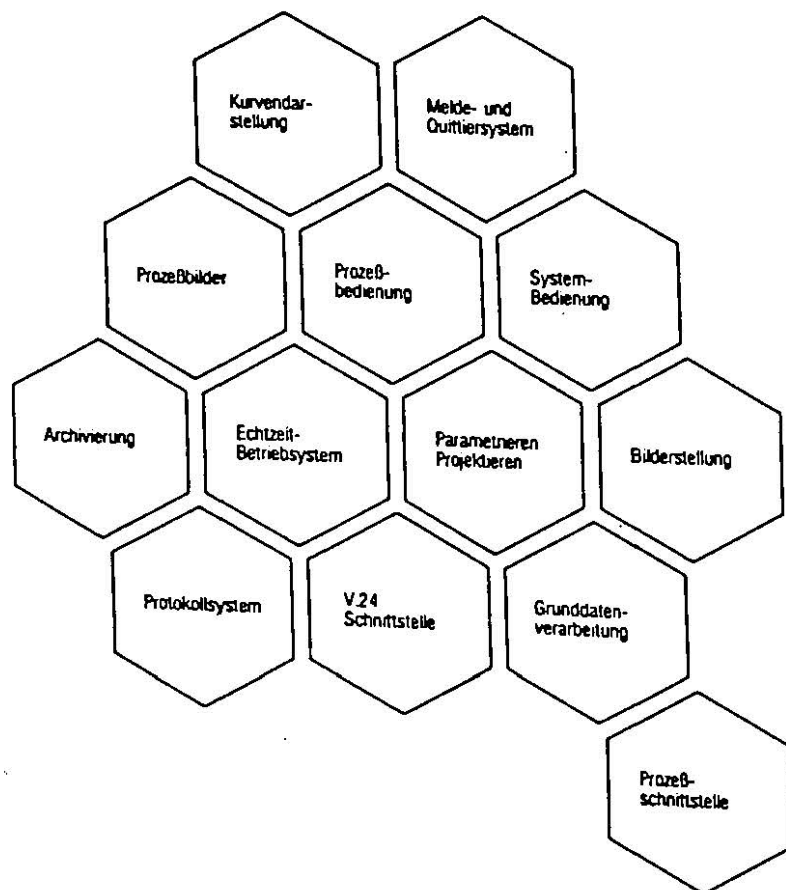 Kurvendar-
stellung
Melde- und
Quittiersystem
Prozeßbilder
Prozeß-
bedienung
System-
Bedienung
Archivierung
Echtzeit-
Betriebsystem
Parametrieren
Projektieren
Bilderstellung
Protokollsystem
V.24
Schnittstelle
Grunddaten-
verarbeitung
Prozeß-
schnittstelle